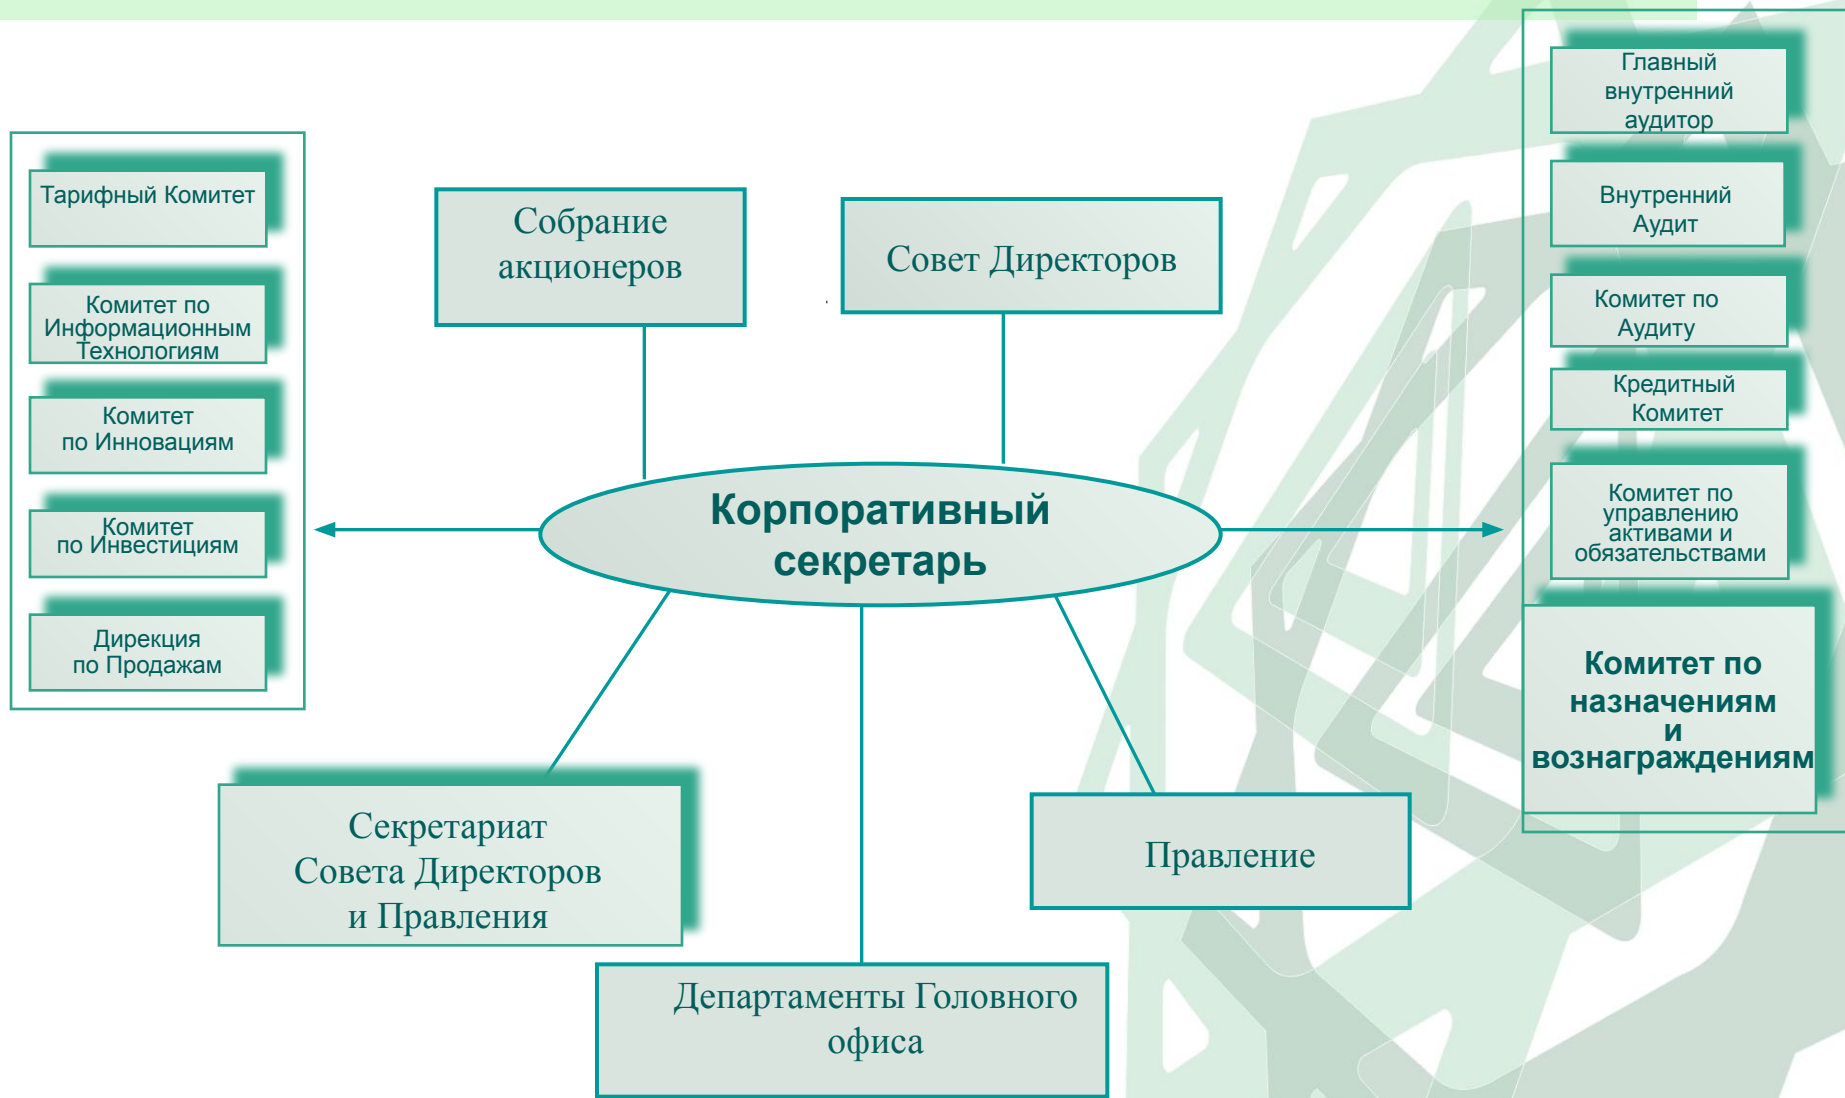 Тарифный Комитет
Комитет по
Информационным
Технологиям
Комитет
по Инновациям
Комитет
по Инвестициям
Дирекция
по Продажам
Собрание
акционеров
Совет Директоров
Корпоративный
секретарь
Секретариат
Совета Директоров
и Правления
Департаменты Головного
офиса
Правление
Главный
внутренний
аудитор
Внутренний
Аудит
Комитет по
Аудиту
Кредитный
Комитет
Комитет по
управлению
активами и
обязательствами
Комитет по
назначениям
и
вознаграждениям